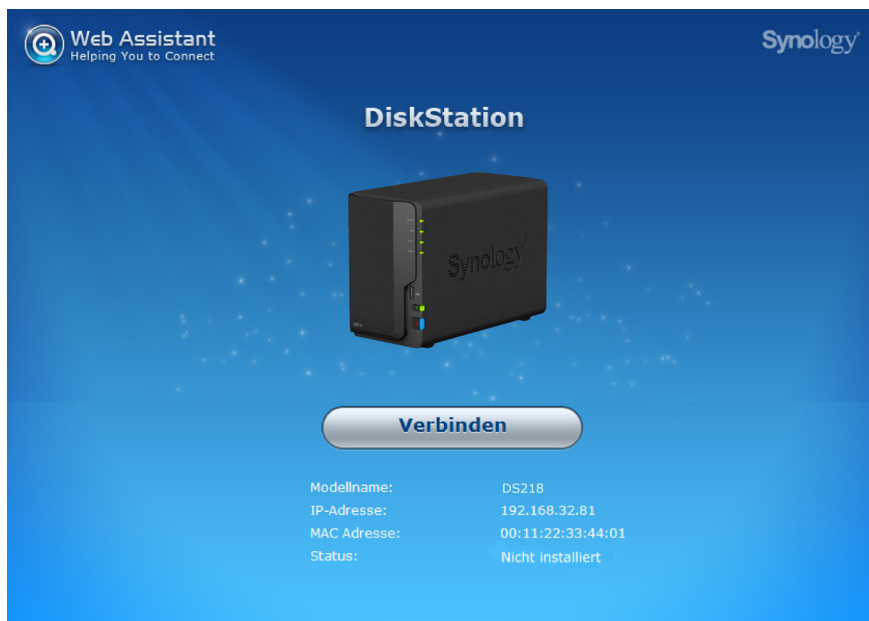 Web Assistant
Helping You to Connect
Synology
DiskStation
Synology
Verbinden
Modellname: DS218
IP-Adresse: 192.168.32.81
MAC Adresse: 00:11:22:33:44:01
Status: Nicht installiert